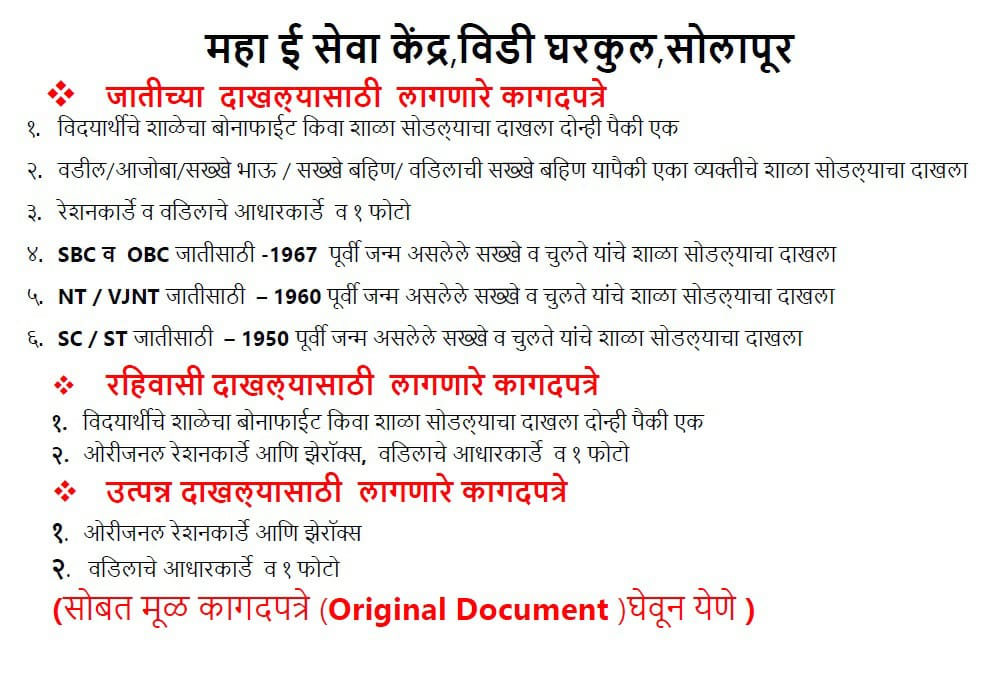 महा ई सेवा केंद्र,विडी घरकुल,सोलापूर
❖ जातीच्या दाखल्यासाठी लागणारे कागदपत्रे
१. विदयार्थीचे शाळेचा बोनाफाईट किवा शाळा सोडल्याचा दाखला दोन्ही पैकी एक
२. वडील/आजोबा/सख्खे भाऊ / सख्खे बहिण/ वडिलाची सख्खे बहिण यापैकी एका व्यक्तीचे शाळा सोडल्याचा दाखला
३. रेशनकार्डे व वडिलाचे आधारकार्डे व १ फोटो
४. SBC व OBC जातीसाठी -1967 पूर्वी जन्म असलेले सख्खे व चुलते यांचे शाळा सोडल्याचा दाखला
५. NT / VJNT जातीसाठी – 1960 पूर्वी जन्म असलेले सख्खे व चुलते यांचे शाळा सोडल्याचा दाखला
६. SC / ST जातीसाठी – 1950 पूर्वी जन्म असलेले सख्खे व चुलते यांचे शाळा सोडल्याचा दाखला
❖ रहिवासी दाखल्यासाठी लागणारे कागदपत्रे
१. विदयार्थीचे शाळेचा बोनाफाईट किवा शाळा सोडल्याचा दाखला दोन्ही पैकी एक
२. ओरीजनल रेशनकार्डे आणि झेरॉक्स, वडिलाचे आधारकार्डे व १ फोटो
❖ उत्पन्न दाखल्यासाठी लागणारे कागदपत्रे
१. ओरीजनल रेशनकार्डे आणि झेरॉक्स
२. वडिलाचे आधारकार्डे व १ फोटो
(सोबत मूळ कागदपत्रे (Original Document )घेवून येणे )